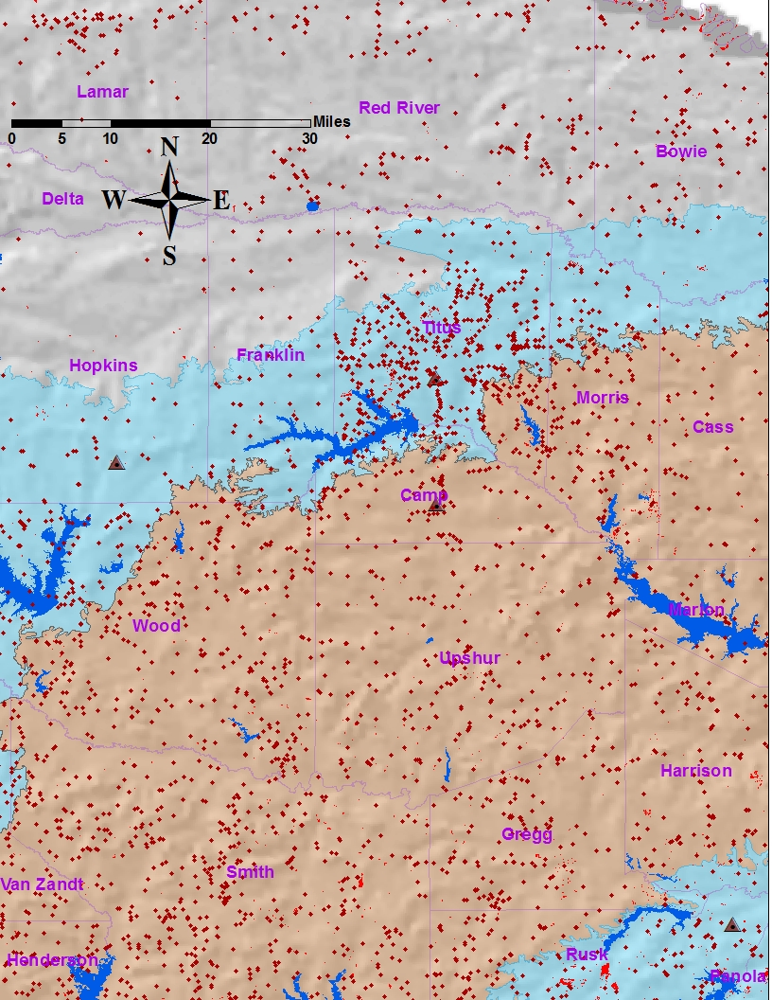 Lamar
Red River
Miles
0 5 10 20 30
N
Bowie
Delta
W E
S
Titus
Franklin
Hopkins
Morris
Cass
Camp
Marion
Wood
Upshur
Harrison
Gregg
Smith
Van Zandt
Henderson
Rusk
Panola